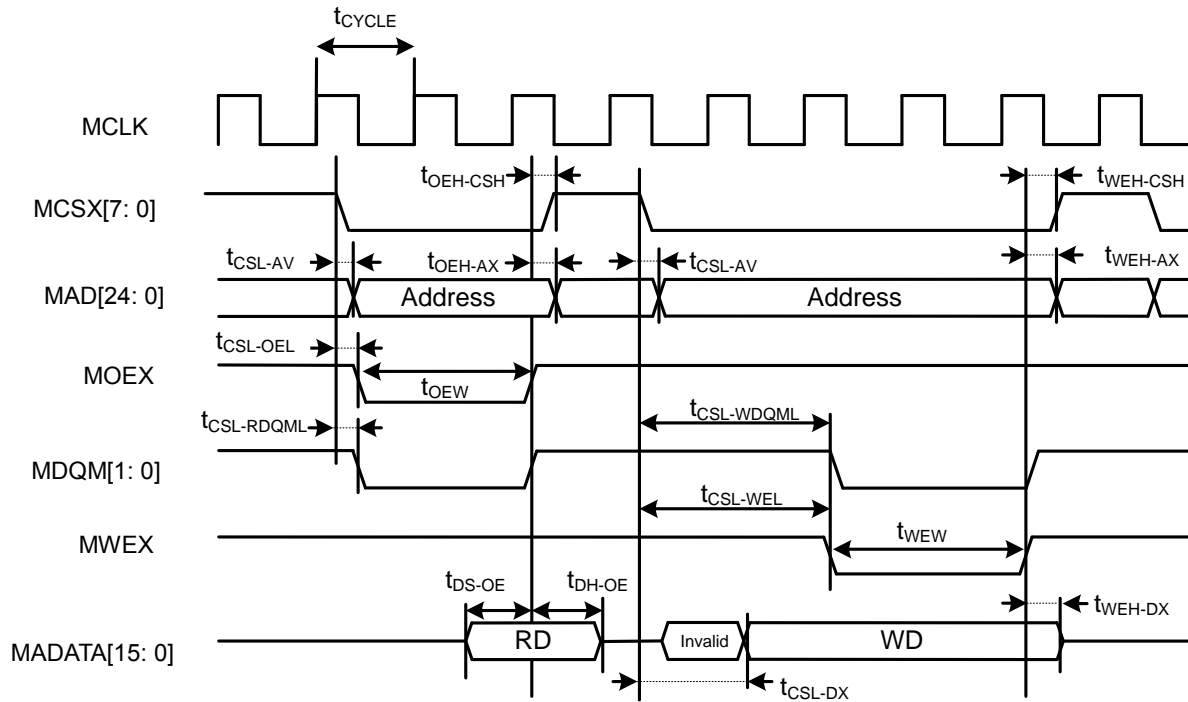 tCYCLE
MCLK
tOEH-CSH
tWEH-CSH
MCSX[7: 0]
tCSL-AV
tOEH-AX
tCSL-AV
tWEH-AX
MAD[24: 0]
Address
Address
tCSL-OEL
MOEX
tOEW
tCSL-RDQML
tCSL-WDQML
MDQM[1: 0]
tCSL-WEL
MWEX
tWEW
tDS-OE
tDH-OE
tWEH-DX
MADATA[15: 0]
RD
Invalid
WD
tCSL-DX